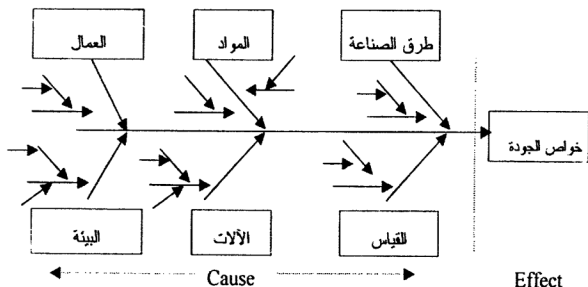 العمال
المواد
طرق الصناعة
خواص الجودة
البيئة
الآلات
القياس
Cause
Effect